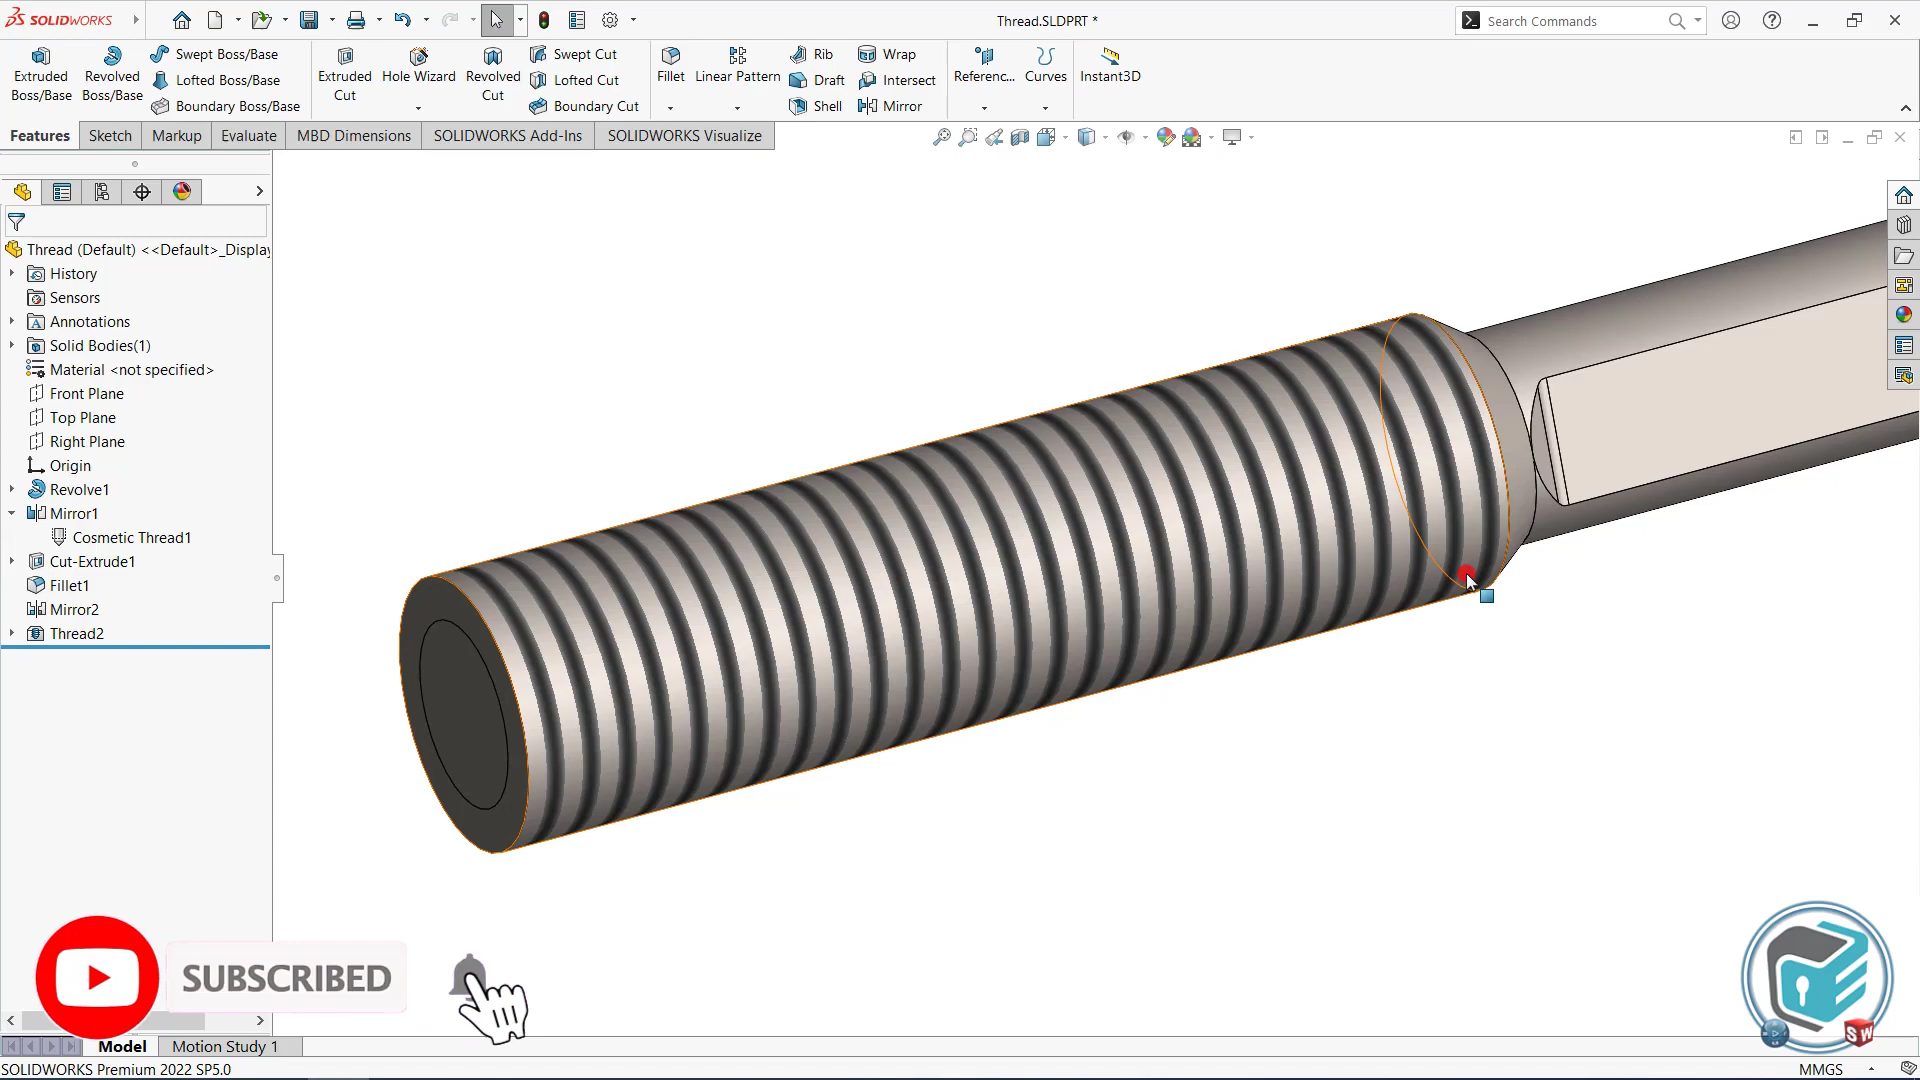 SOLIDWORKS
Thread.SLDPRT *
Search Commands
Extruded Boss/Base
Revolved Boss/Base
Swept Boss/Base
Lofted Boss/Base
Boundary Boss/Base
Extruded Cut
Hole Wizard
Revolved Cut
Swept Cut
Lofted Cut
Boundary Cut
Fillet
Linear Pattern
Rib
Draft
Shell
Wrap
Intersect
Mirror
Referenc...
Curves
Instant3D
Features
Sketch
Markup
Evaluate
MBD Dimensions
SOLIDWORKS Add-Ins
SOLIDWORKS Visualize
Thread (Default) <<Default>_Display
History
Sensors
Annotations
Solid Bodies(1)
Material <not specified>
Front Plane
Top Plane
Right Plane
Origin
Revolve1
Mirror1
Cosmetic Thread1
Cut-Extrude1
Fillet1
Mirror2
Thread2
SUBSCRIBED
SW
Model
Motion Study 1
SOLIDWORKS Premium 2022 SP5.0
MMGS